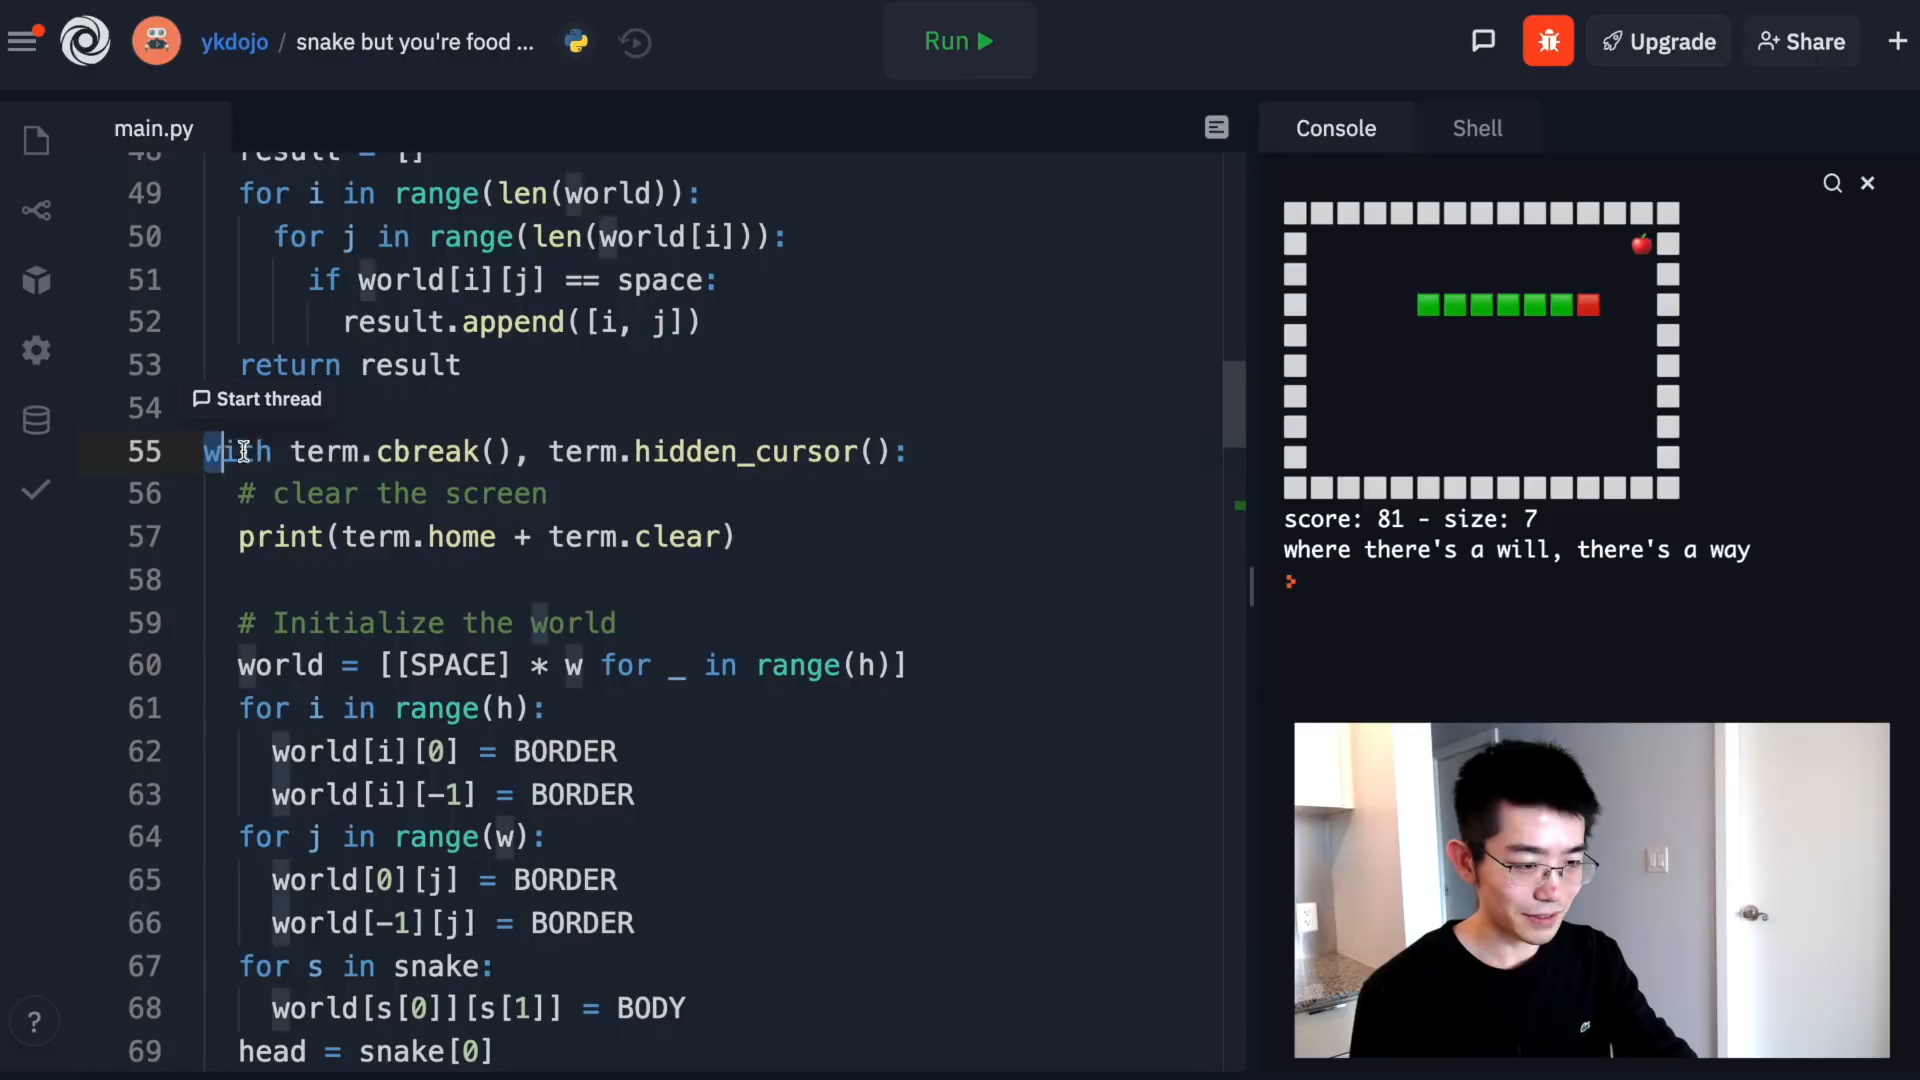 ykdojo / snake but you're food ...
Run
Upgrade
Share
main.py
Console
Shell
48 result = []
49 for i in range(len(world)):
50 for j in range(len(world[i])):
51 if world[i][j] == space:
52 result.append([i, j])
53 return result
Start thread
54
55 with term.cbreak(), term.hidden_cursor():
56 # clear the screen
57 print(term.home + term.clear)
58
59 # Initialize the world
60 world = [[SPACE] * w for _ in range(h)]
61 for i in range(h):
62 world[i][0] = BORDER
63 world[i][-1] = BORDER
64 for j in range(w):
65 world[0][j] = BORDER
66 world[-1][j] = BORDER
67 for s in snake:
68 world[s[0]][s[1]] = BODY
69 head = snake[0]
score: 81 - size: 7
where there's a will, there's a way
?